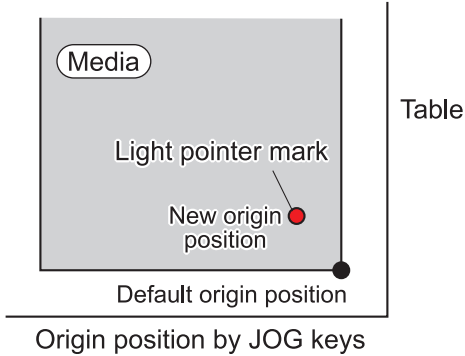 Media
Table
Light pointer mark
New origin
position
Default origin position
Origin position by JOG keys